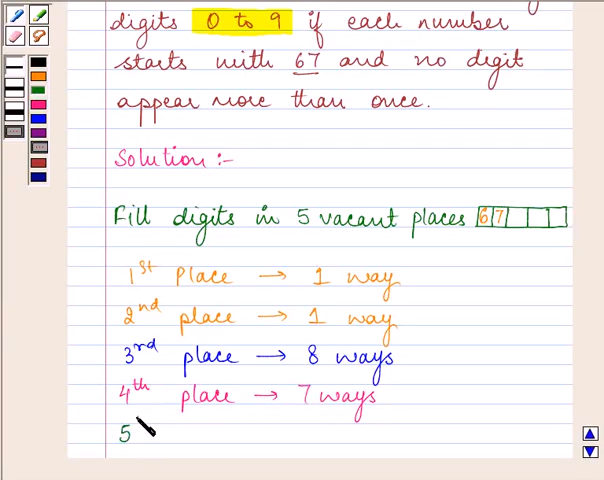 digits 0 to 9 if each number
starts with 67 and no digit
appear more than once.
Solution :-
Fill digits in 5 vacant places 67
1st Place → 1 way
2nd place → 1 way
3rd place → 8 ways
4th place → 7 ways
5